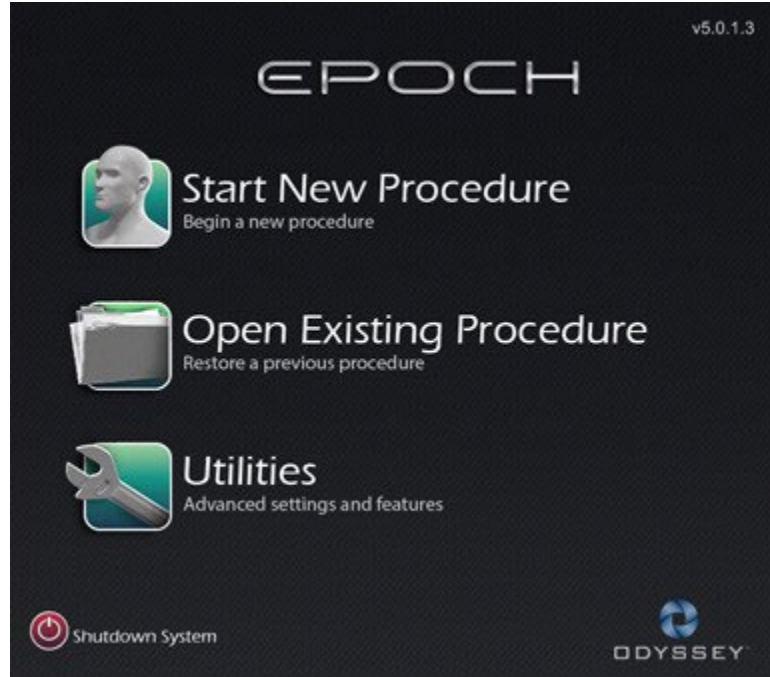 v5.0.1.3
EPOCH
Start New Procedure
Begin a new procedure
Open Existing Procedure
Restore a previous procedure
Utilities
Advanced settings and features
Shutdown System
ODYSSEY